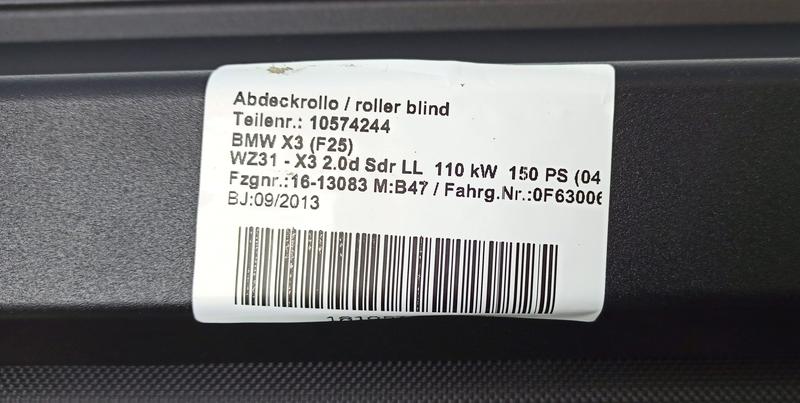 Abdeckrollo / roller blind
Teilenr.: 10574244
BMW X3 (F25)
WZ31 - X3 2.0d Sdr LL 110 kW 150 PS (04
Fzgnr.:16-13083 M:B47 / Fahrg.Nr.:0F63006
BJ:09/2013